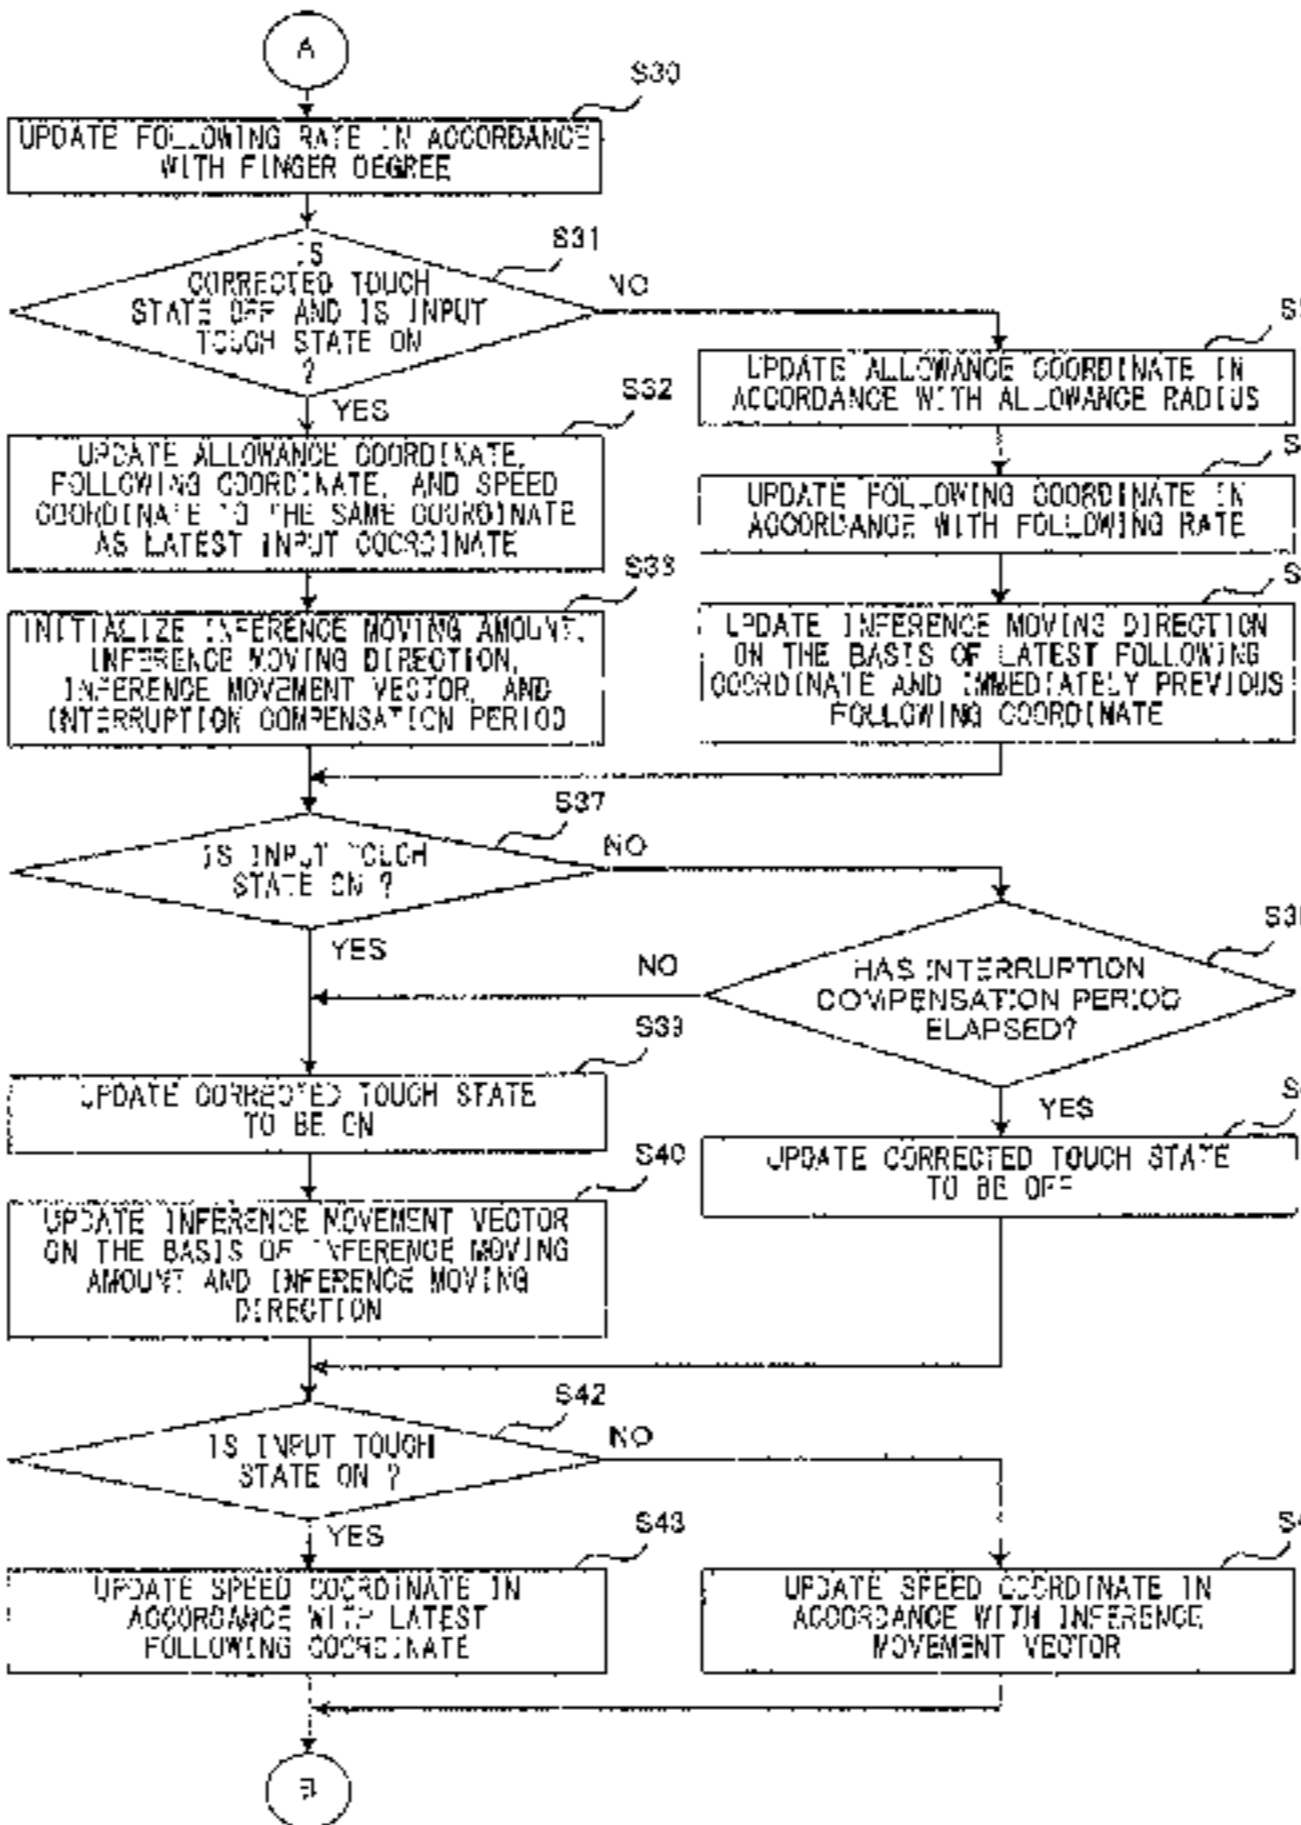 A
S30
UPDATE FOLLOWING RATE IN ACCORDANCE
WITH FINGER DEGREE
S31
IS
CORRECTED TOUCH
STATE OFF AND IS INPUT
TOUGH STATE ON
?
NO
YES
S
UPDATE ALLOWANCE COORDINATE IN
ACCORDANCE WITH ALLOWANCE RADIUS
S32
UPDATE ALLOWANCE COORDINATE,
FOLLOWING COORDINATE, AND SPEED
COORDINATE TO THE SAME COORDINATE
AS LATEST INPUT COORDINATE
S
UPDATE FOLLOWING COORDINATE IN
ACCORDANCE WITH FOLLOWING RATE
S33
INITIALIZE INFERENCE MOVING AMOUNT,
INFERENCE MOVING DIRECTION,
INFERENCE MOVEMENT VECTOR, AND
INTERRUPTION COMPENSATION PERIOD
S
UPDATE INFERENCE MOVING DIRECTION
ON THE BASIS OF LATEST FOLLOWING
COORDINATE AND IMMEDIATELY PREVIOUS
FOLLOWING COORDINATE
S37
IS INPUT TOUCH
STATE ON ?
NO
YES
S3
HAS INTERRUPTION
COMPENSATION PERIOD
ELAPSED?
NO
YES
S39
UPDATE CORRECTED TOUCH STATE
TO BE ON
S
UPDATE CORRECTED TOUCH STATE
TO BE OFF
S40
UPDATE INFERENCE MOVEMENT VECTOR
ON THE BASIS OF INFERENCE MOVING
AMOUNT AND INFERENCE MOVING
DIRECTION
S42
IS INPUT TOUCH
STATE ON ?
NO
YES
S43
UPDATE SPEED COORDINATE IN
ACCORDANCE WITH LATEST
FOLLOWING COORDINATE
S4
UPDATE SPEED COORDINATE IN
ACCORDANCE WITH INFERENCE
MOVEMENT VECTOR
B